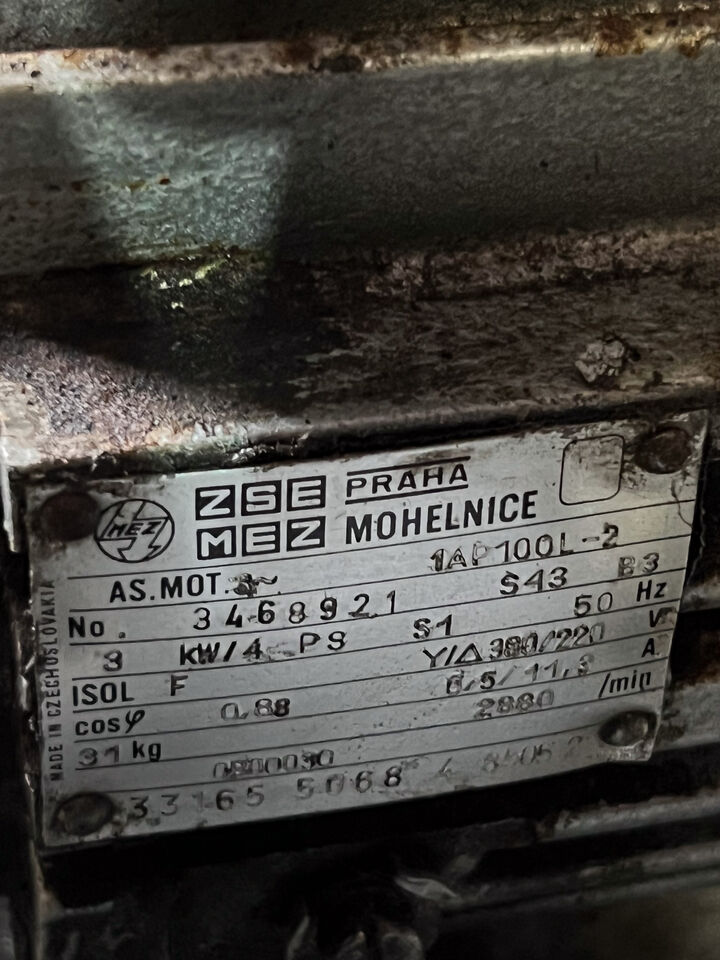 MEZ ZSE PRAHA
MEZ MOHELNICE
AS.MOT. 3~ 1AP100L-2
No. 3468921 S43 B3
3 kW/4 PS S1 50 Hz
ISOL F Y/Δ 380/220 V
cosφ 0,88 6,5/11,3 A
31 kg 2880 /min
33165 5068
MADE IN CZECHOSLOVAKIA